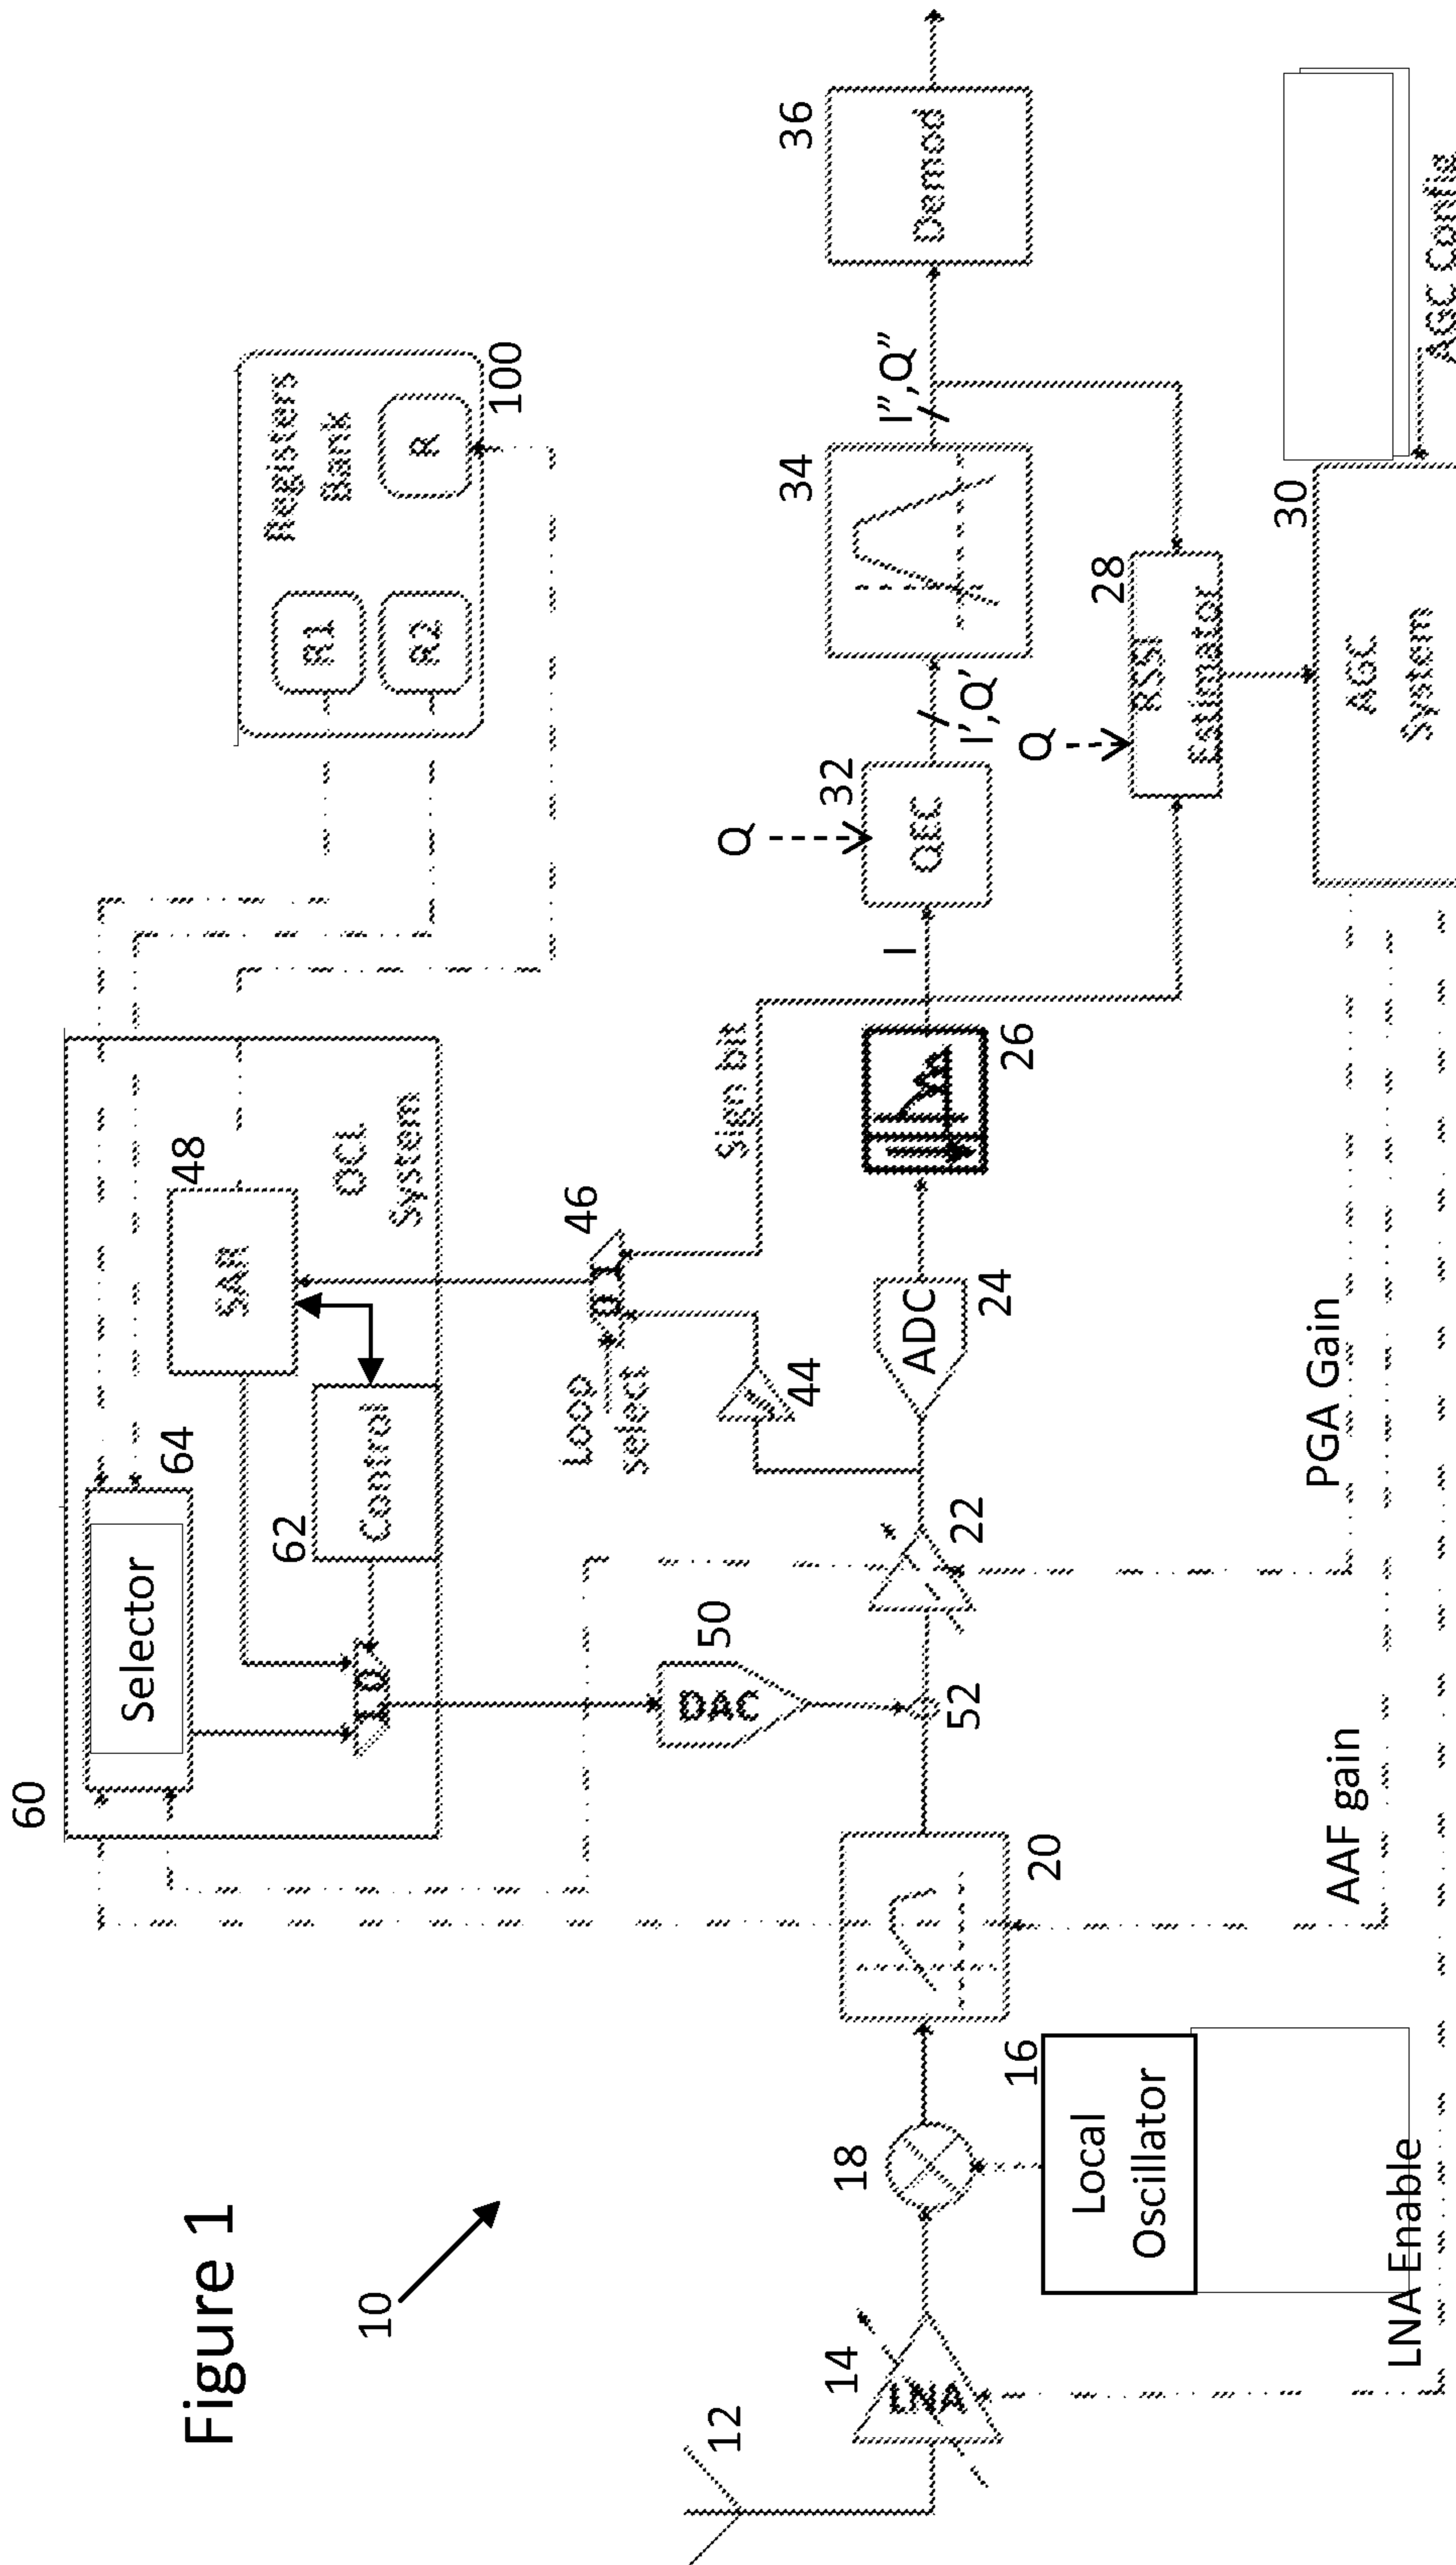 Figure 1
10
60
Selector
64
SAR
48
62
Control
OCL
System
1 0
Registers
Bank
R1
R2
R
100
Loop
select
0 1
46
Sign bit
44
DAC
50
52
12
14
LNA
18
16
Local
Oscillator
20
22
ADC
24
26
I
Q
32
QEC
I',Q'
34
I'',Q''
36
Demod
Q
28
RSSI
Estimator
30
AGC
System
AGC Config
PGA Gain
AAF gain
LNA Enable